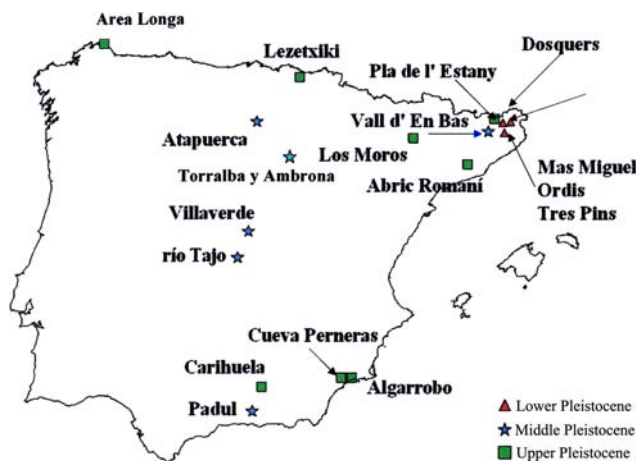 Area Longa
Lezetxiki
Dosquers
Pla de l' Estany
Vall d' En Bas
Atapuerca
Los Moros
Torralba y Ambrona
Abric Romaní
Mas Miguel
Ordis
Tres Pins
Villaverde
río Tajo
Cueva Perneras
Carihuela
Algarrobo
Padul
Lower Pleistocene
Middle Pleistocene
Upper Pleistocene